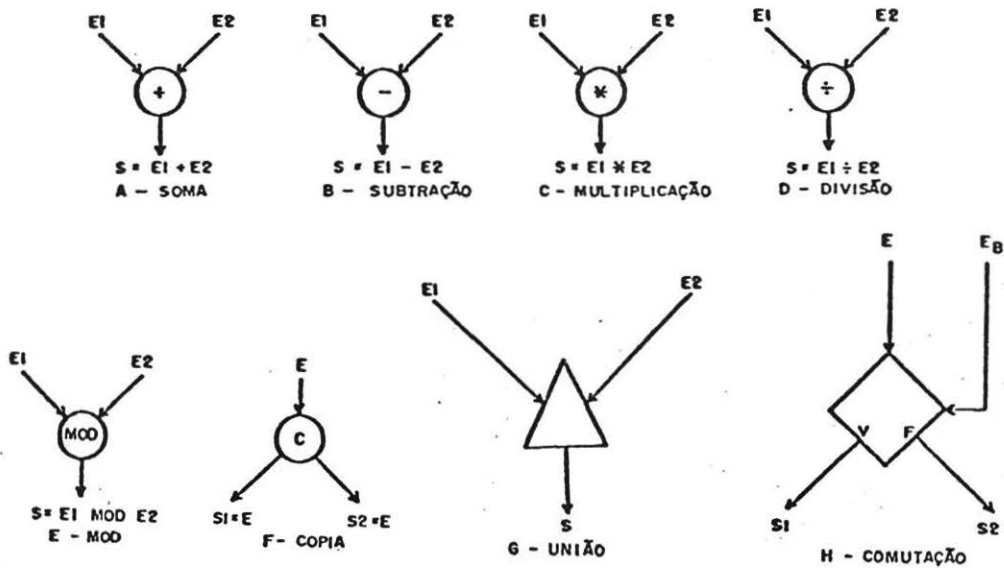 E1 E2 E1 E2 E1 E2 E1 E2
+ - * ÷
S = E1 + E2 S = E1 - E2 S = E1 * E2 S = E1 ÷ E2
A - SOMA B - SUBTRAÇÃO C - MULTIPLICAÇÃO D - DIVISÃO
E EB
E1 E2
E1 E2 E
MOD C V F
S = E1 MOD E2 S1 = E S2 = E S S1 S2
E - MOD F - COPIA G - UNIÃO H - COMUTAÇÃO